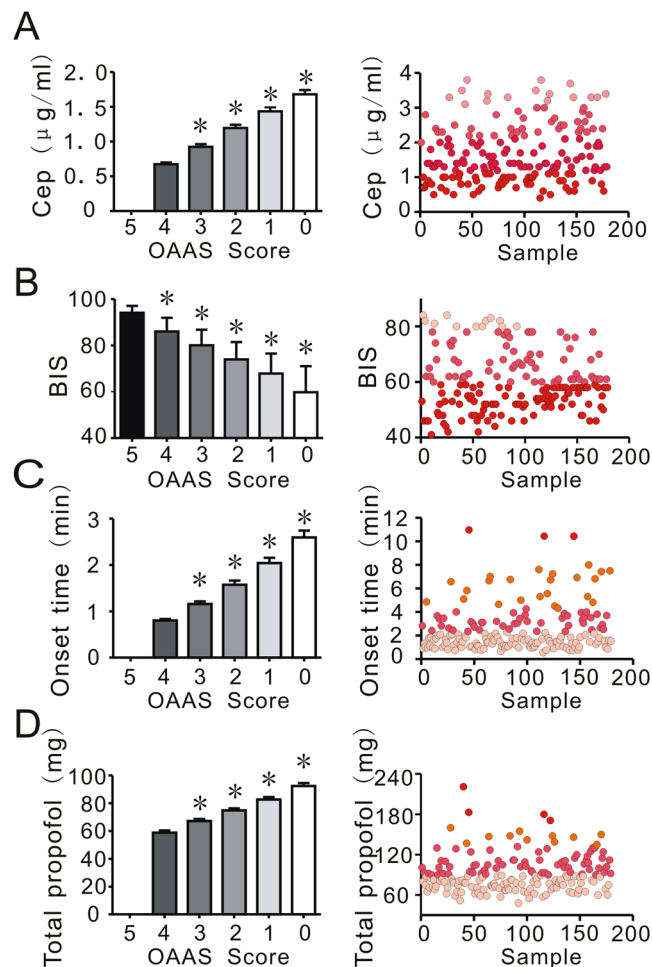 A
Cep (μg/ml)
2.0
1.5
1.0
0.5
0
* * * *
5 4 3 2 1 0
OAAS Score
Cep (μg/ml)
4
3
2
1
0
0 50 100 150 200
Sample
B
BIS
100
80
60
40
* * * * *
5 4 3 2 1 0
OAAS Score
BIS
80
60
40
0 50 100 150 200
Sample
C
Onset time (min)
3
2
1
0
* * * *
5 4 3 2 1 0
OAAS Score
Onset time (min)
12
10
8
6
4
2
0
0 50 100 150 200
Sample
D
Total propofol (mg)
100
80
60
40
20
0
* * * *
5 4 3 2 1 0
OAAS Score
Total propofol (mg)
240
180
120
60
0 50 100 150 200
Sample